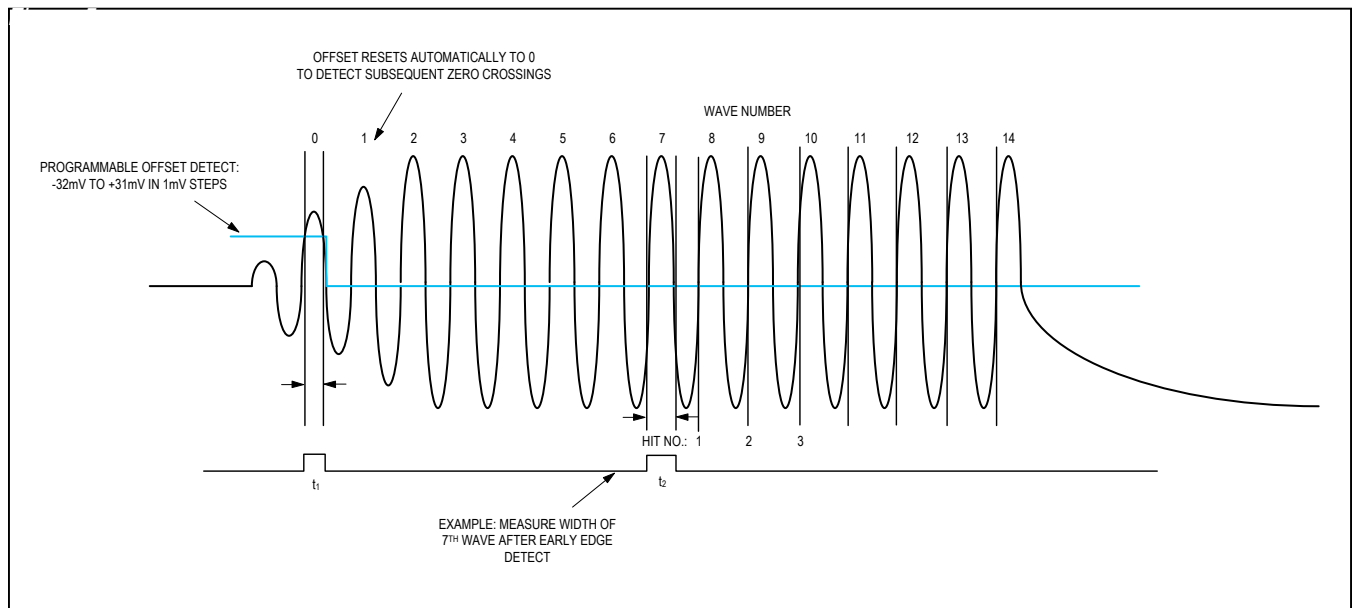 OFFSET RESETS AUTOMATICALLY TO 0
TO DETECT SUBSEQUENT ZERO CROSSINGS
WAVE NUMBER
0 1 2 3 4 5 6 7 8 9 10 11 12 13 14
PROGRAMMABLE OFFSET DETECT:
-32mV TO +31mV IN 1mV STEPS
HIT NO.: 1 2 3
t1 t2
EXAMPLE: MEASURE WIDTH OF
7TH WAVE AFTER EARLY EDGE
DETECT